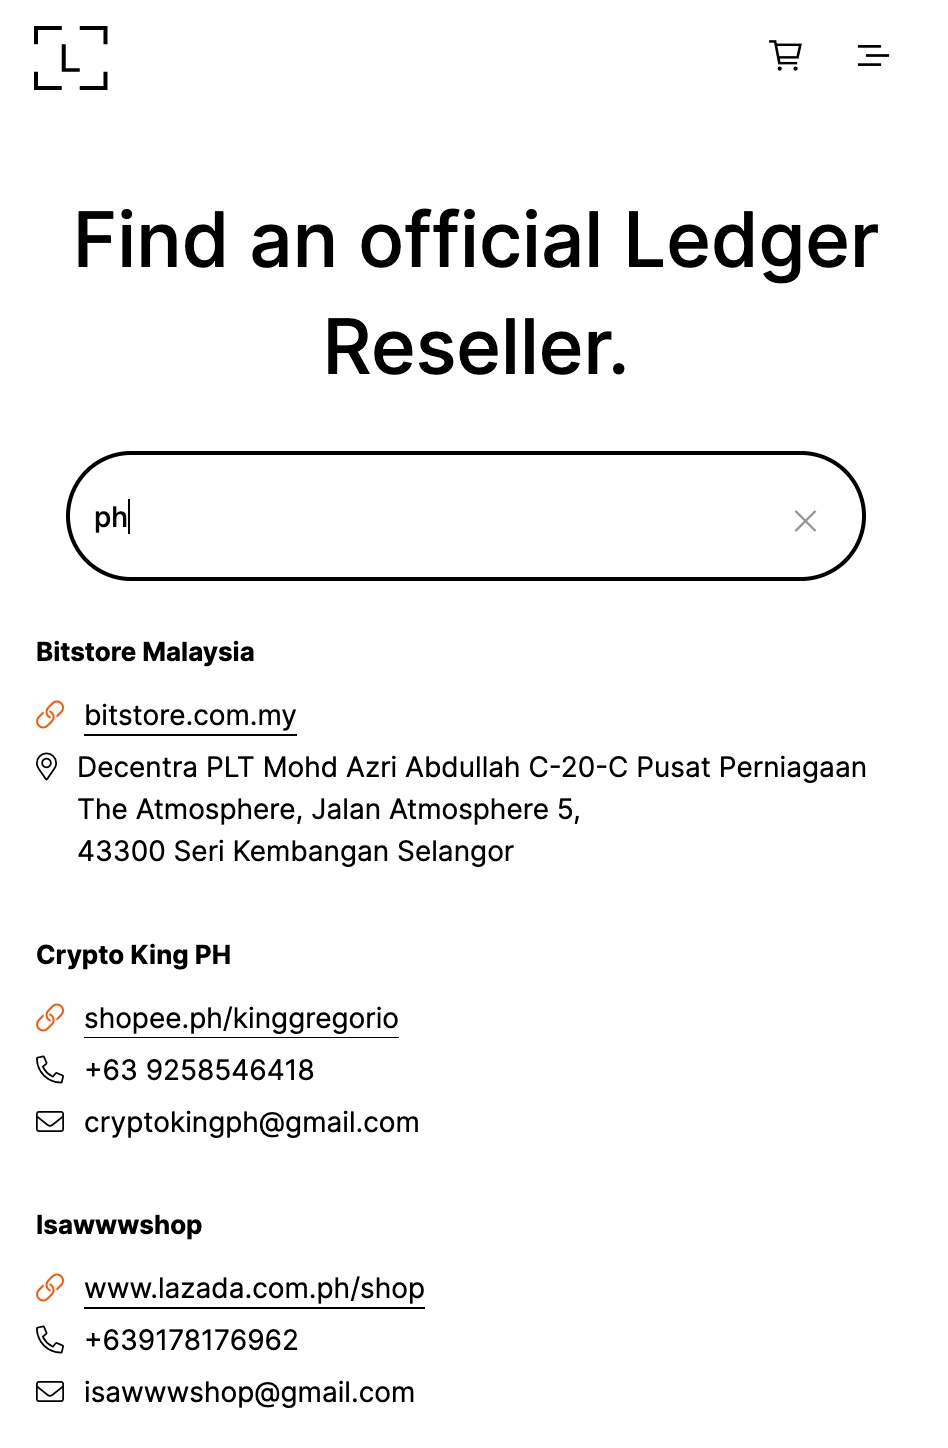 L
Find an official Ledger
Reseller.
ph
Bitstore Malaysia
bitstore.com.my
Decentra PLT Mohd Azri Abdullah C-20-C Pusat Perniagaan
The Atmosphere, Jalan Atmosphere 5,
43300 Seri Kembangan Selangor
Crypto King PH
shopee.ph/kinggregorio
+63 9258546418
cryptokingph@gmail.com
Isawwwshop
www.lazada.com.ph/shop
+639178176962
isawwwshop@gmail.com